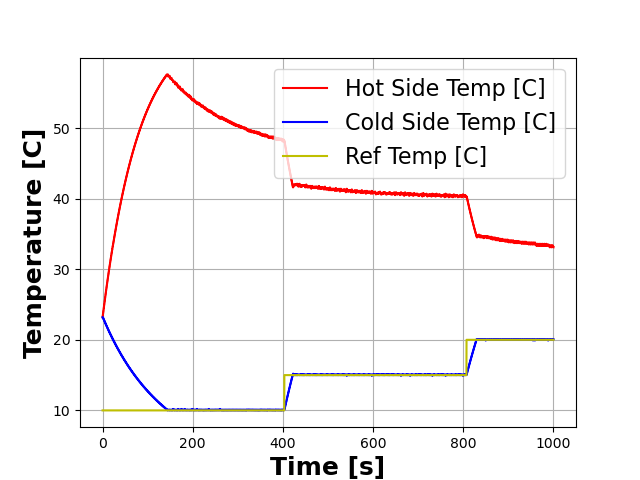 Hot Side Temp [C]
Cold Side Temp [C]
Ref Temp [C]
Temperature [C]
50
40
30
20
10
0
200
400
600
800
1000
Time [s]